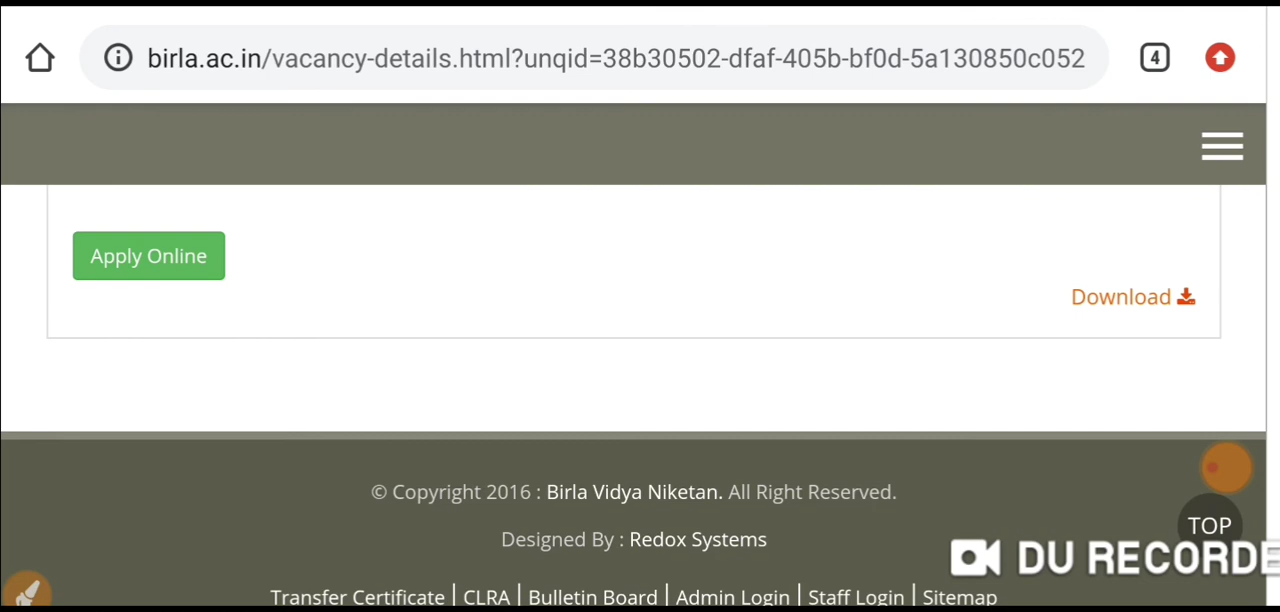 birla.ac.in/vacancy-details.html?unqid=38b30502-dfaf-405b-bf0d-5a130850c052
4
Apply Online
Download
© Copyright 2016 : Birla Vidya Niketan. All Right Reserved.
Designed By : Redox Systems
TOP
DU RECORDE
Transfer Certificate | CLRA | Bulletin Board | Admin Login | Staff Login | Sitemap